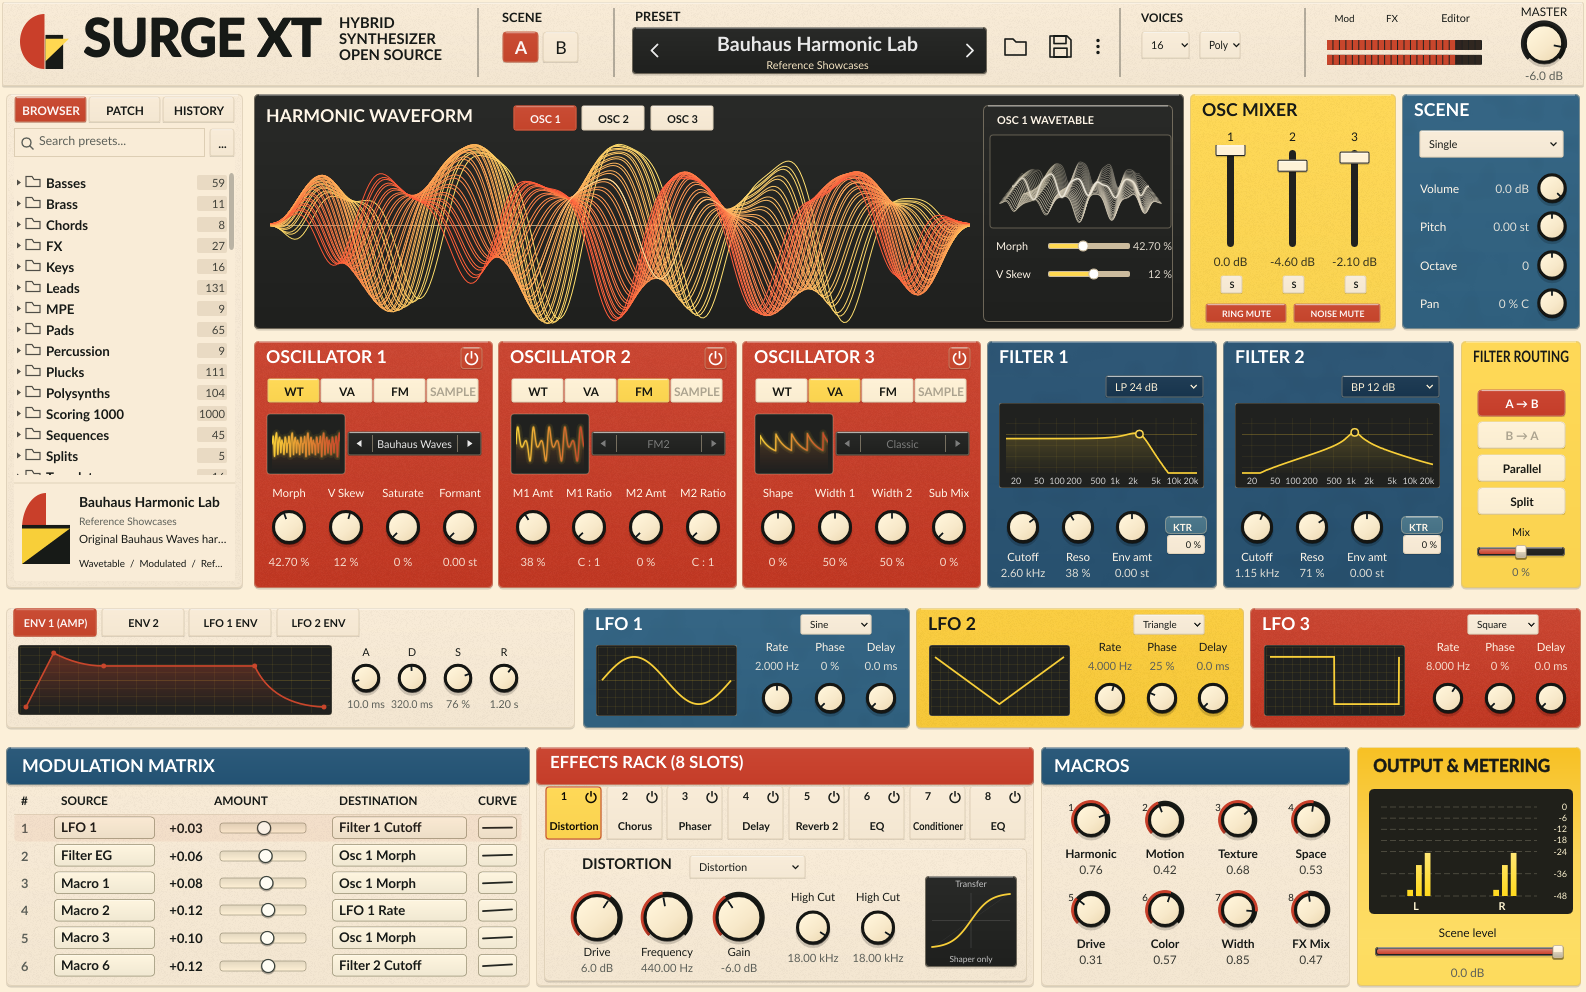 SURGE XT
HYBRID
SYNTHESIZER
OPEN SOURCE
SCENE
A B
PRESET
Bauhaus Harmonic Lab
Reference Showcases
VOICES
16 Poly
Mod FX Editor
MASTER
-6.0 dB
BROWSER PATCH HISTORY
Search presets... ...
Basses 59
Brass 11
Chords 8
FX 27
Keys 16
Leads 131
MPE 9
Pads 65
Percussion 9
Plucks 111
Polysynths 104
Scoring 1000 1000
Sequences 45
Splits 5
Bauhaus Harmonic Lab
Reference Showcases
Original Bauhaus Waves har...
Wavetable / Modulated / Ref...
HARMONIC WAVEFORM
OSC 1 OSC 2 OSC 3
OSC 1 WAVETABLE
Morph 42.70 %
V Skew 12 %
OSC MIXER
1 2 3
0.0 dB -4.60 dB -2.10 dB
S S S
RING MUTE NOISE MUTE
SCENE
Single
Volume 0.0 dB
Pitch 0.00 st
Octave 0
Pan 0 % C
OSCILLATOR 1
WT VA FM SAMPLE
Bauhaus Waves
Morph V Skew Saturate Formant
42.70 % 12 % 0 % 0.00 st
OSCILLATOR 2
WT VA FM SAMPLE
FM2
M1 Amt M1 Ratio M2 Amt M2 Ratio
38 % C : 1 0 % C : 1
OSCILLATOR 3
WT VA FM SAMPLE
Classic
Shape Width 1 Width 2 Sub Mix
0 % 50 % 50 % 0 %
FILTER 1
LP 24 dB
20 50 100 200 500 1k 2k 5k 10k 20k
KTR
0 %
Cutoff Reso Env amt
2.60 kHz 38 % 0.00 st
FILTER 2
BP 12 dB
20 50 100 200 500 1k 2k 5k 10k 20k
KTR
0 %
Cutoff Reso Env amt
1.15 kHz 71 % 0.00 st
FILTER ROUTING
A → B
B → A
Parallel
Split
Mix
0 %
ENV 1 (AMP) ENV 2 LFO 1 ENV LFO 2 ENV
A D S R
10.0 ms 320.0 ms 76 % 1.20 s
LFO 1
Sine
Rate Phase Delay
2.000 Hz 0 % 0.0 ms
LFO 2
Triangle
Rate Phase Delay
4.000 Hz 25 % 0.0 ms
LFO 3
Square
Rate Phase Delay
8.000 Hz 0 % 0.0 ms
MODULATION MATRIX
# SOURCE AMOUNT DESTINATION CURVE
1 LFO 1 +0.03 Filter 1 Cutoff
2 Filter EG +0.06 Osc 1 Morph
3 Macro 1 +0.08 Osc 1 Morph
4 Macro 2 +0.12 LFO 1 Rate
5 Macro 3 +0.10 Osc 1 Morph
6 Macro 6 +0.12 Filter 2 Cutoff
EFFECTS RACK (8 SLOTS)
1 2 3 4 5 6 7 8
Distortion Chorus Phaser Delay Reverb 2 EQ Conditioner EQ
DISTORTION Distortion
Drive Frequency Gain High Cut High Cut
6.0 dB 440.00 Hz -6.0 dB 18.00 kHz 18.00 kHz
Transfer
Shaper only
MACROS
1 2 3 4
Harmonic Motion Texture Space
0.76 0.42 0.68 0.53
5 6 7 8
Drive Color Width FX Mix
0.31 0.57 0.85 0.47
OUTPUT & METERING
0
-6
-12
-18
-24
-36
-48
L R
Scene level
0.0 dB